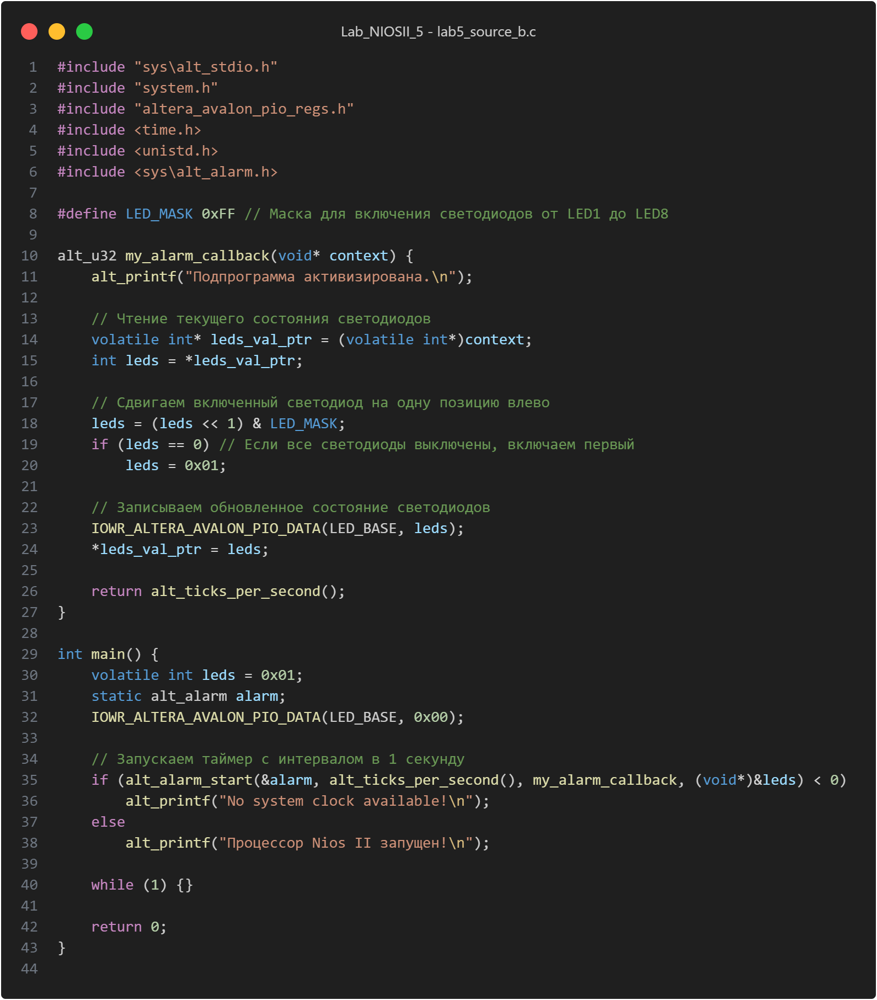 Lab_NIOSII_5 - lab5_source_b.c
1 #include "sys\alt_stdio.h"
2 #include "system.h"
3 #include "altera_avalon_pio_regs.h"
4 #include <time.h>
5 #include <unistd.h>
6 #include <sys\alt_alarm.h>
7
8 #define LED_MASK 0xFF // Маска для включения светодиодов от LED1 до LED8
9
10 alt_u32 my_alarm_callback(void* context) {
11     alt_printf("Подпрограмма активизирована.\n");
12
13     // Чтение текущего состояния светодиодов
14     volatile int* leds_val_ptr = (volatile int*)context;
15     int leds = *leds_val_ptr;
16
17     // Сдвигаем включенный светодиод на одну позицию влево
18     leds = (leds << 1) & LED_MASK;
19     if (leds == 0) // Если все светодиоды выключены, включаем первый
20         leds = 0x01;
21
22     // Записываем обновленное состояние светодиодов
23     IOWR_ALTERA_AVALON_PIO_DATA(LED_BASE, leds);
24     *leds_val_ptr = leds;
25
26     return alt_ticks_per_second();
27 }
28
29 int main() {
30     volatile int leds = 0x01;
31     static alt_alarm alarm;
32     IOWR_ALTERA_AVALON_PIO_DATA(LED_BASE, 0x00);
33
34     // Запускаем таймер с интервалом в 1 секунду
35     if (alt_alarm_start(&alarm, alt_ticks_per_second(), my_alarm_callback, (void*)&leds) < 0)
36         alt_printf("No system clock available!\n");
37     else
38         alt_printf("Процессор Nios II запущен!\n");
39
40     while (1) {}
41
42     return 0;
43 }
44